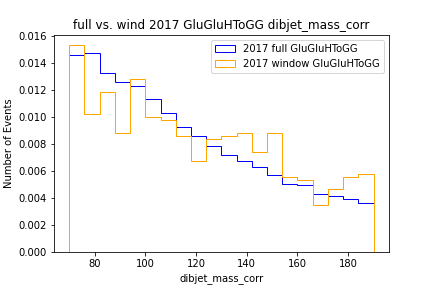 full vs. wind 2017 GluGluHToGG dibjet_mass_corr
2017 full GluGluHToGG
2017 window GluGluHToGG
Number of Events
0.016
0.014
0.012
0.010
0.008
0.006
0.004
0.002
0.000
80 100 120 140 160 180
dibjet_mass_corr